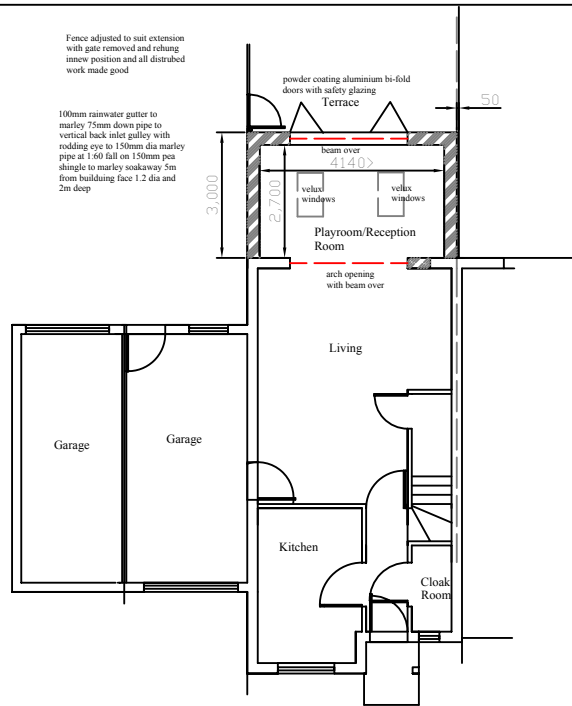 Fence adjusted to suit extension
with gate removed and rehung
innew position and all distrubed
work made good
powder coating aluminium bi-fold
doors with safety glazing
Terrace
50
100mm rainwater gutter to
marley 75mm down pipe to
vertical back inlet gulley with
rodding eye to 150mm dia marley
pipe at 1:60 fall on 150mm pea
shingle to marley soakaway 5m
from builduing face 1.2 dia and
2m deep
beam over
4140>
3,000
2,700
velux
windows
velux
windows
Playroom/Reception
Room
arch opening
with beam over
Living
Garage
Garage
Kitchen
Cloak
Room